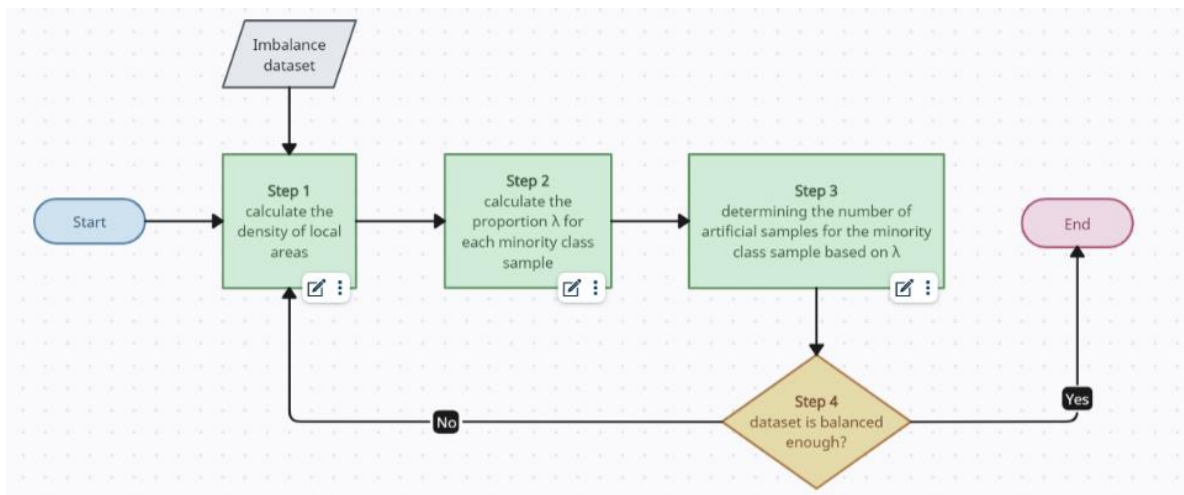 Imbalance
dataset
Start
Step 1
calculate the
density of local
areas
Step 2
calculate the
proportion λ for
each minority class
sample
Step 3
determining the number of
artificial samples for the minority
class sample based on λ
End
Step 4
dataset is balanced
enough?
No
Yes